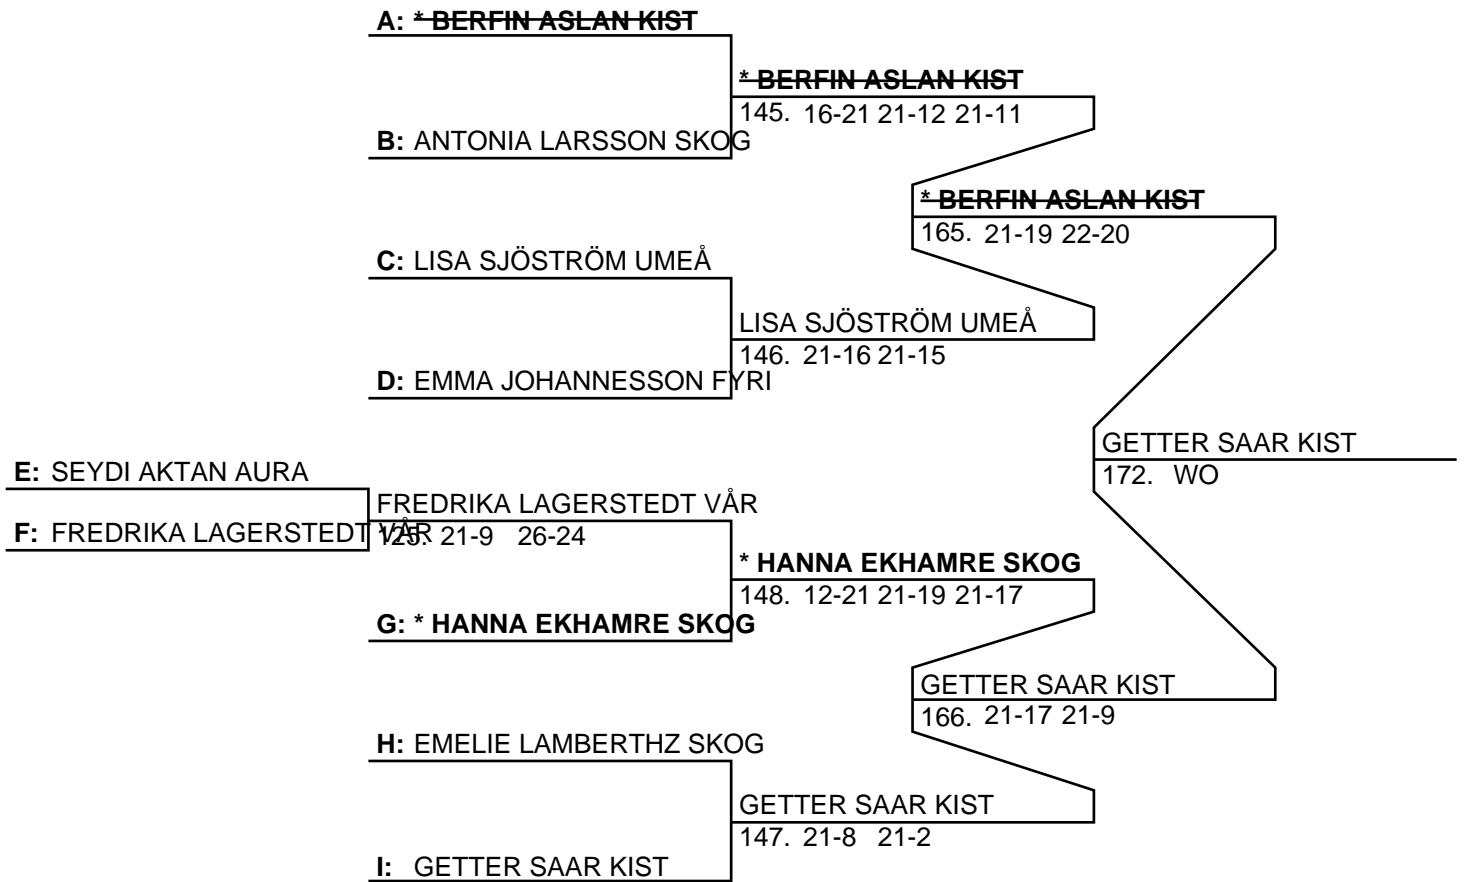 A: * BERFIN ASLAN KIST
* BERFIN ASLAN KIST
145. 16-21 21-12 21-11
B: ANTONIA LARSSON SKOG
* BERFIN ASLAN KIST
165. 21-19 22-20
C: LISA SJÖSTRÖM UMEÅ
LISA SJÖSTRÖM UMEÅ
146. 21-16 21-15
D: EMMA JOHANNESSON FYRI
GETTER SAAR KIST
172. WO
E: SEYDI AKTAN AURA
FREDRIKA LAGERSTEDT VÅR
F: FREDRIKA LAGERSTEDT VÅR
125. 21-9 26-24
* HANNA EKHAMRE SKOG
148. 12-21 21-19 21-17
G: * HANNA EKHAMRE SKOG
GETTER SAAR KIST
166. 21-17 21-9
H: EMELIE LAMBERTHZ SKOG
GETTER SAAR KIST
147. 21-8 21-2
I: GETTER SAAR KIST